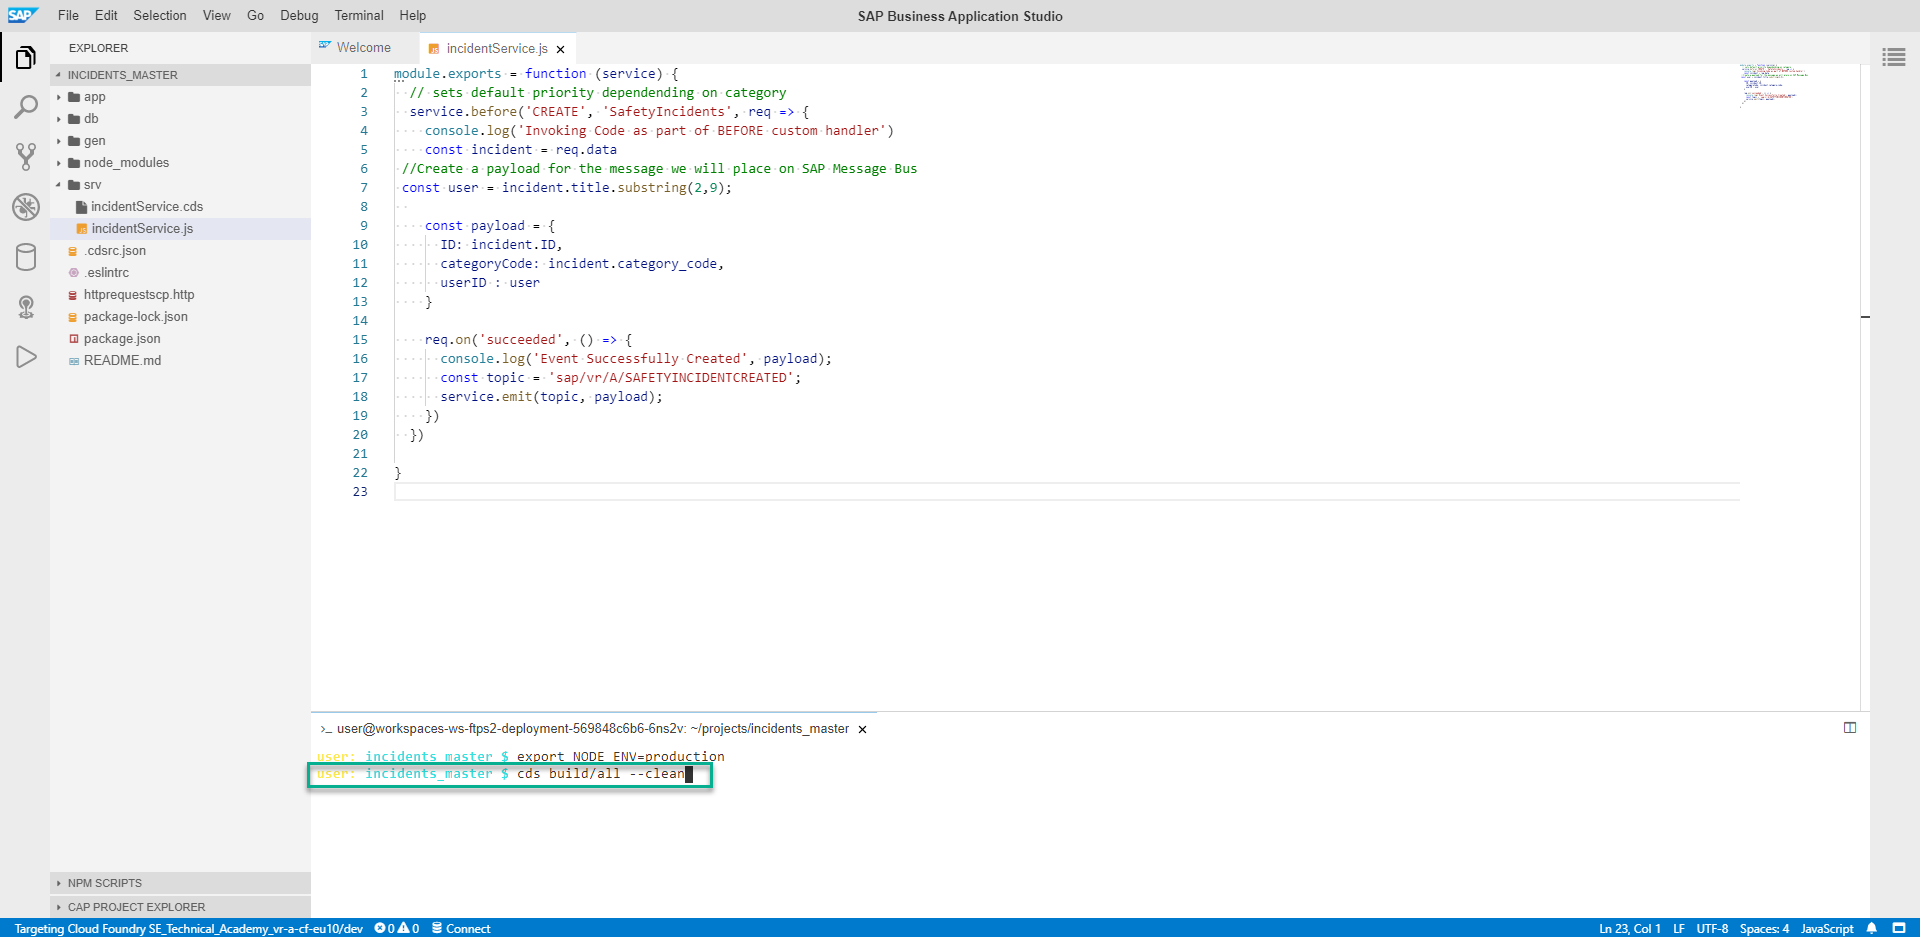 SAP File Edit Selection View Go Debug Terminal Help SAP Business Application Studio
EXPLORER
INCIDENTS_MASTER
app
db
gen
node_modules
srv
incidentService.cds
incidentService.js
.cdsrc.json
.eslintrc
httprequestscp.http
package-lock.json
package.json
README.md
NPM SCRIPTS
CAP PROJECT EXPLORER
Welcome incidentService.js
1 module.exports = function (service) {
2 // sets default priority dependending on category
3 service.before('CREATE', 'SafetyIncidents', req => {
4 console.log('Invoking Code as part of BEFORE custom handler')
5 const incident = req.data
6 //Create a payload for the message we will place on SAP Message Bus
7 const user = incident.title.substring(2,9);
8
9 const payload = {
10 ID: incident.ID,
11 categoryCode: incident.category_code,
12 userID : user
13 }
14
15 req.on('succeeded', () => {
16 console.log('Event Successfully Created', payload);
17 const topic = 'sap/vr/A/SAFETYINCIDENTCREATED';
18 service.emit(topic, payload);
19 })
20 })
21
22 }
23
>_ user@workspaces-ws-ftps2-deployment-569848c6b6-6ns2v: ~/projects/incidents_master
user: incidents_master $ export NODE_ENV=production
user: incidents_master $ cds build/all --clean
Targeting Cloud Foundry SE_Technical_Academy_vr-a-cf-eu10/dev 0 0 Connect Ln 23, Col 1 LF UTF-8 Spaces: 4 JavaScript